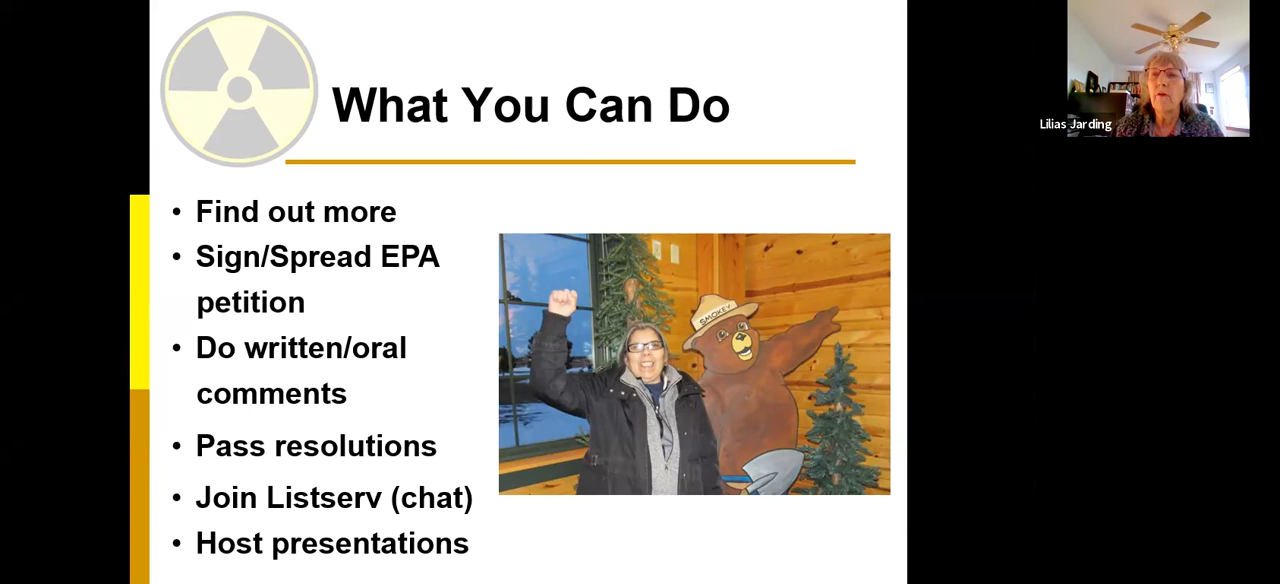 What You Can Do
• Find out more
• Sign/Spread EPA
petition
• Do written/oral
comments
• Pass resolutions
• Join Listserv (chat)
• Host presentations
SMOKEY
Lilias Jarding